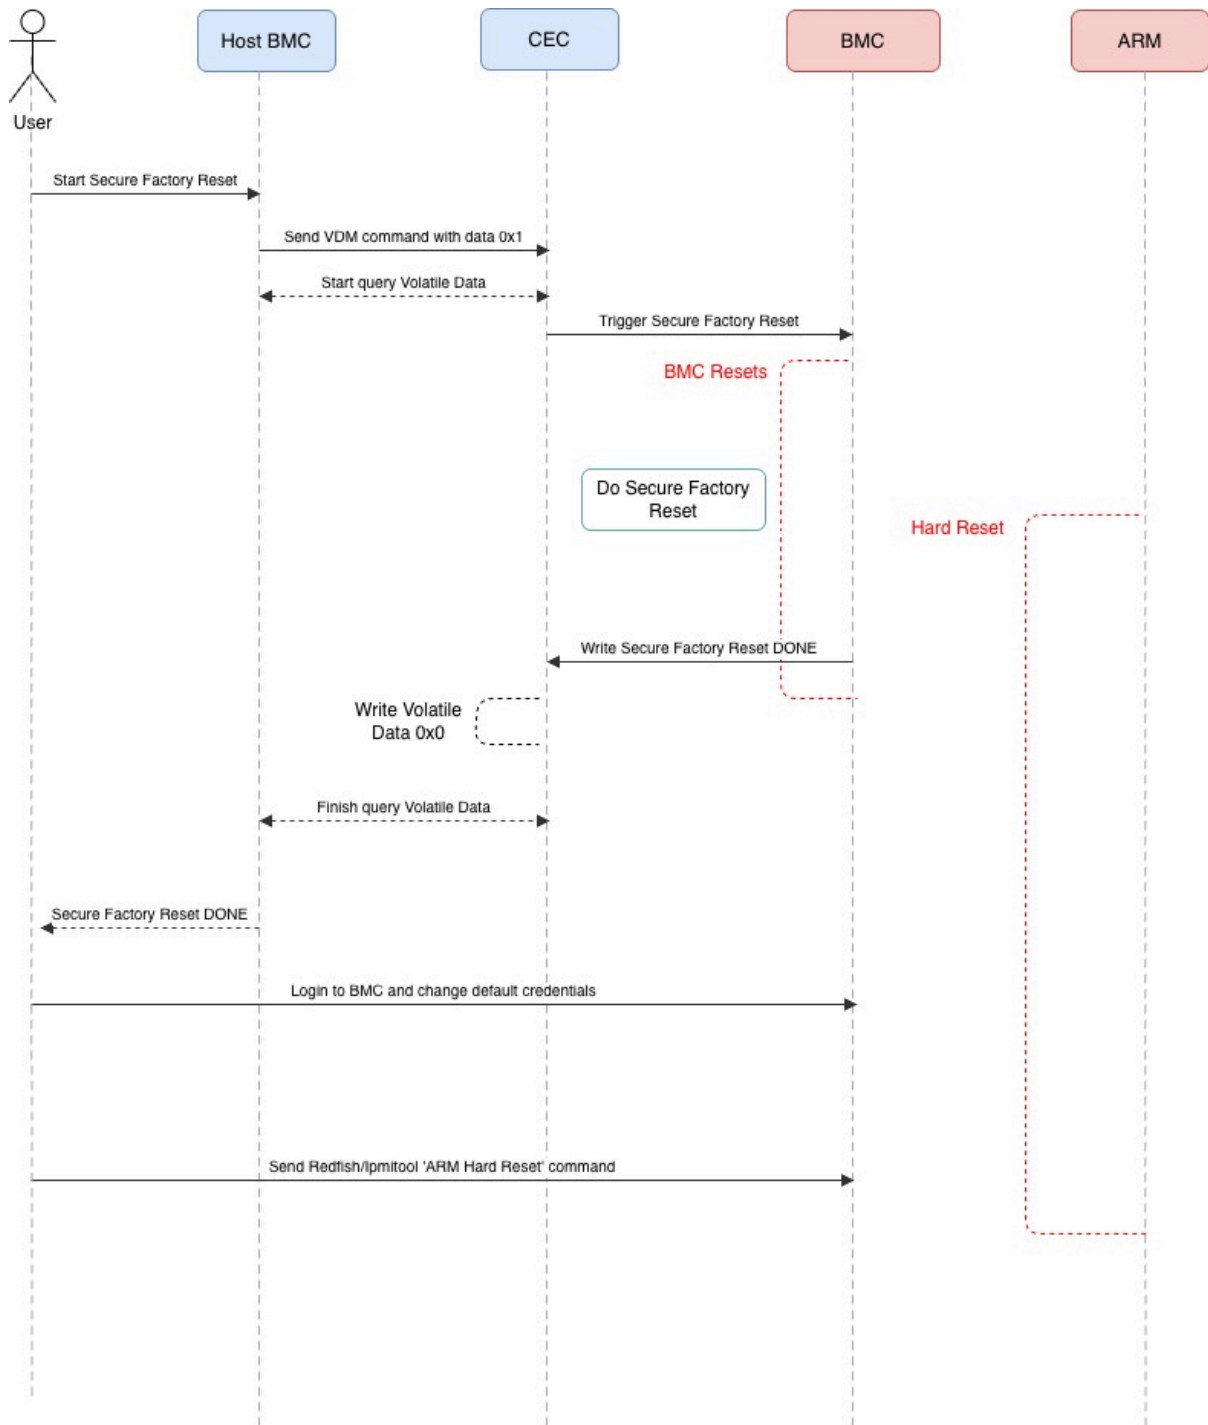 Host BMC
CEC
BMC
ARM
User
Start Secure Factory Reset
Send VDM command with data 0x1
Start query Volatile Data
Trigger Secure Factory Reset
BMC Resets
Do Secure Factory
Reset
Hard Reset
Write Secure Factory Reset DONE
Write Volatile
Data 0x0
Finish query Volatile Data
Secure Factory Reset DONE
Login to BMC and change default credentials
Send Redfish/Ipmitool 'ARM Hard Reset' command